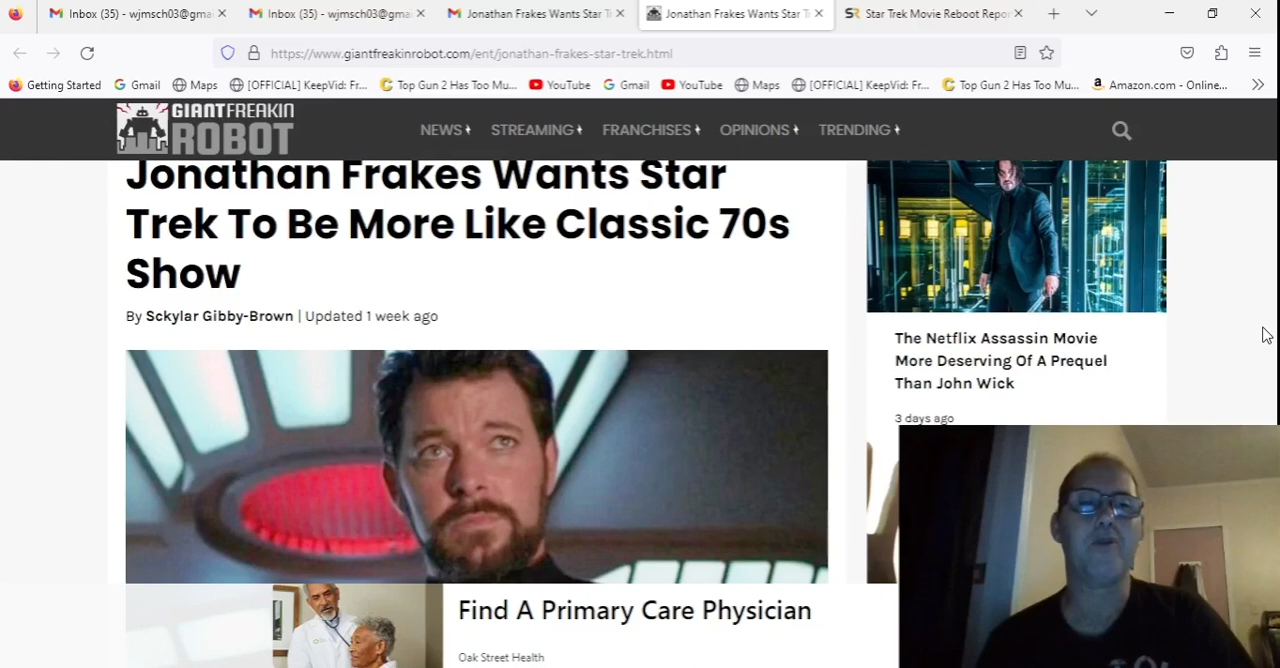 Inbox (35) - wjmsch03@gmai
Inbox (35) - wjmsch03@gmai
Jonathan Frakes Wants Star T
Jonathan Frakes Wants Star T
SR Star Trek Movie Reboot Repor
https://www.giantfreakinrobot.com/ent/jonathan-frakes-star-trek.html
Getting Started
Gmail
Maps
[OFFICIAL] KeepVid: Fr...
Top Gun 2 Has Too Mu...
YouTube
Gmail
YouTube
Maps
[OFFICIAL] KeepVid: Fr...
Top Gun 2 Has Too Mu...
Amazon.com - Online...
GIANTFREAKIN
ROBOT
NEWS
STREAMING
FRANCHISES
OPINIONS
TRENDING
Jonathan Frakes Wants Star
Trek To Be More Like Classic 70s
Show
By Sckylar Gibby-Brown | Updated 1 week ago
The Netflix Assassin Movie
More Deserving Of A Prequel
Than John Wick
3 days ago
Find A Primary Care Physician
Oak Street Health